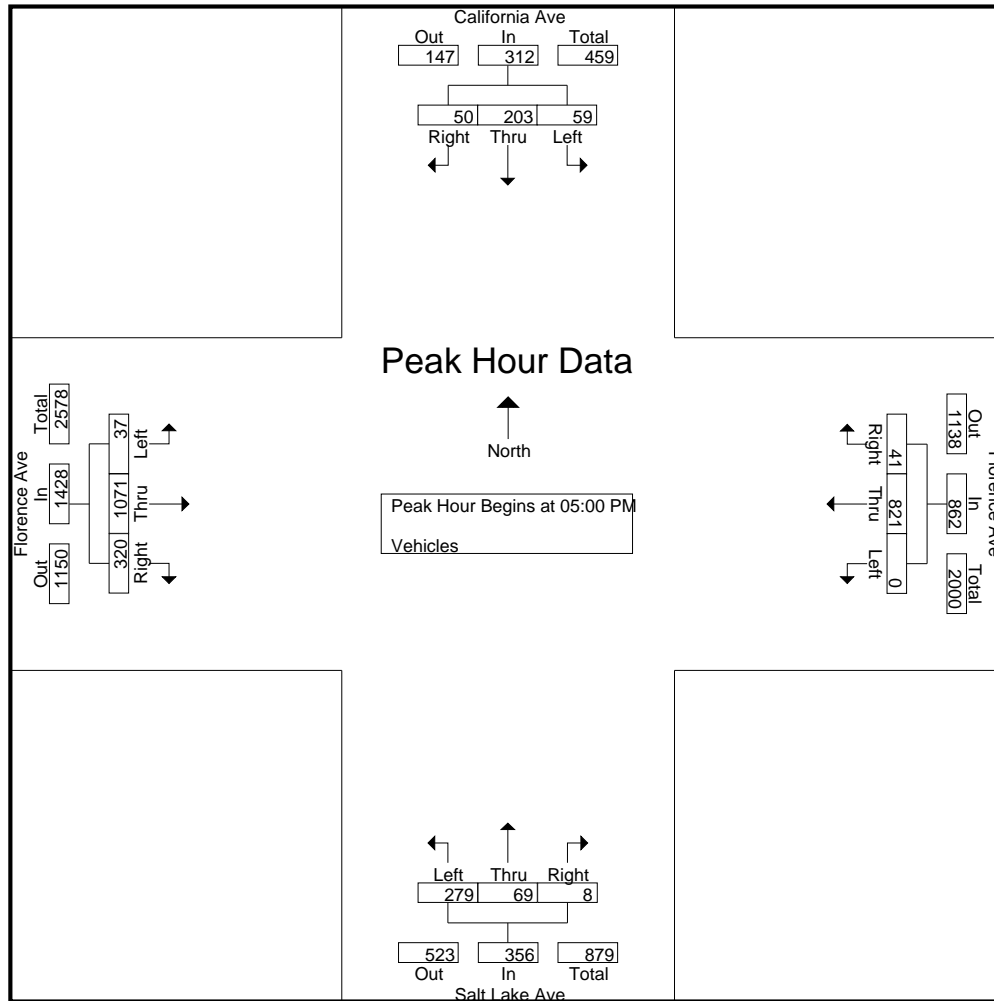 California Ave
Out In Total
147 312 459
50 203 59
Right Thru Left
Peak Hour Data
North
Peak Hour Begins at 05:00 PM
Vehicles
Florence Ave
Total In Out
2578 1428 1150
37 1071 320
Left Thru Right
Florence Ave
Out In Total
1138 862 2000
41 821 0
Right Thru Left
Left Thru Right
279 69 8
523 356 879
Out In Total
Salt Lake Ave